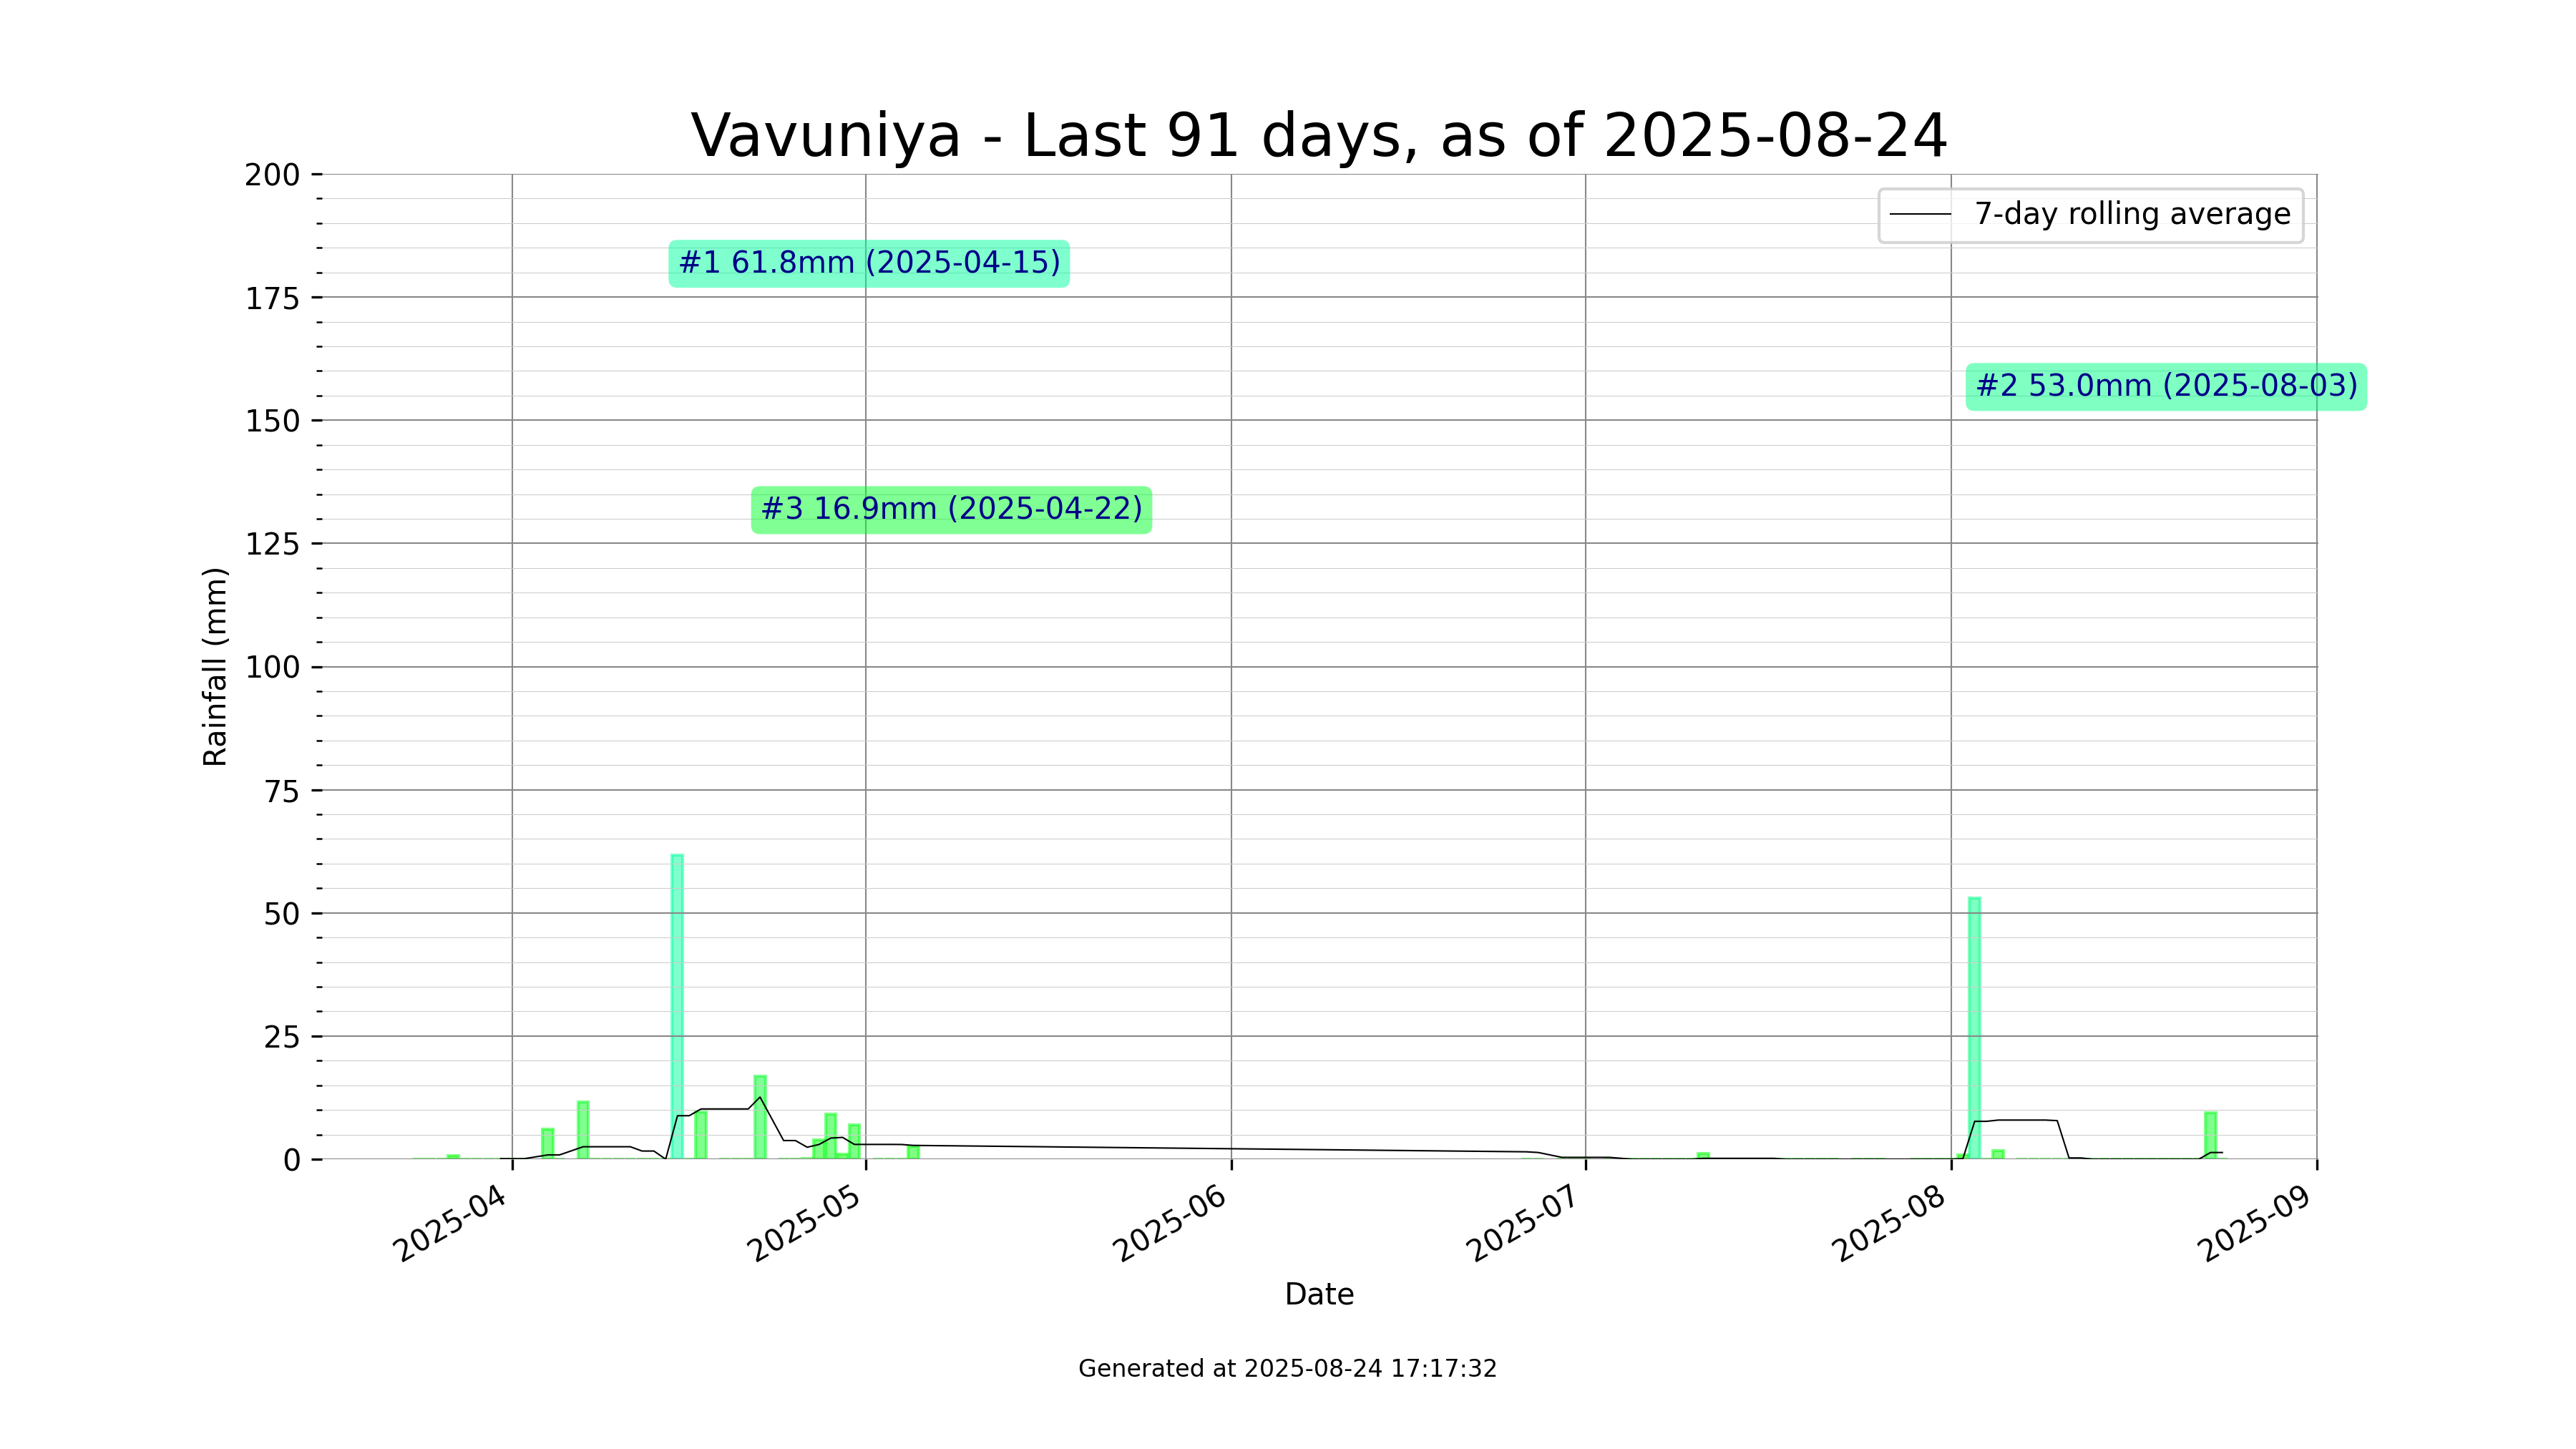 Vavuniya - Last 91 days, as of 2025-08-24
200
175
150
125
100
75
50
25
0
Rainfall (mm)
7-day rolling average
#1 61.8mm (2025-04-15)
#2 53.0mm (2025-08-03)
#3 16.9mm (2025-04-22)
2025-04
2025-05
2025-06
2025-07
2025-08
2025-09
Date
Generated at 2025-08-24 17:17:32